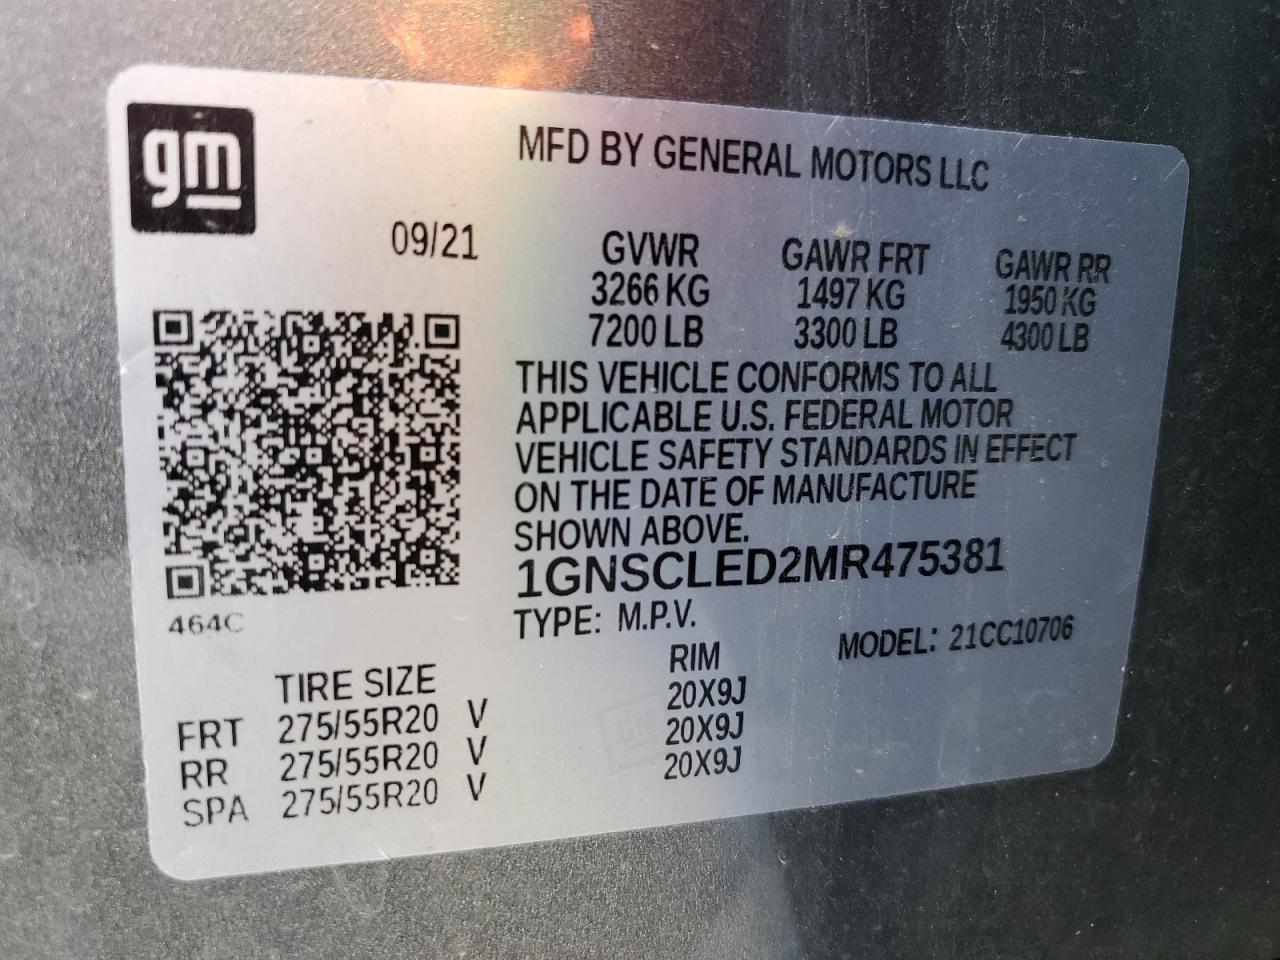 gm
MFD BY GENERAL MOTORS LLC
09/21
GVWR GAWR FRT GAWR RR
3266 KG 1497 KG 1950 KG
7200 LB 3300 LB 4300 LB
THIS VEHICLE CONFORMS TO ALL
APPLICABLE U.S. FEDERAL MOTOR
VEHICLE SAFETY STANDARDS IN EFFECT
ON THE DATE OF MANUFACTURE
SHOWN ABOVE.
1GNSCLED2MR475381
464C
TYPE: M.P.V. MODEL: 21CC10706
TIRE SIZE RIM
FRT 275/55R20 V 20X9J
RR 275/55R20 V 20X9J
SPA 275/55R20 V 20X9J
GM